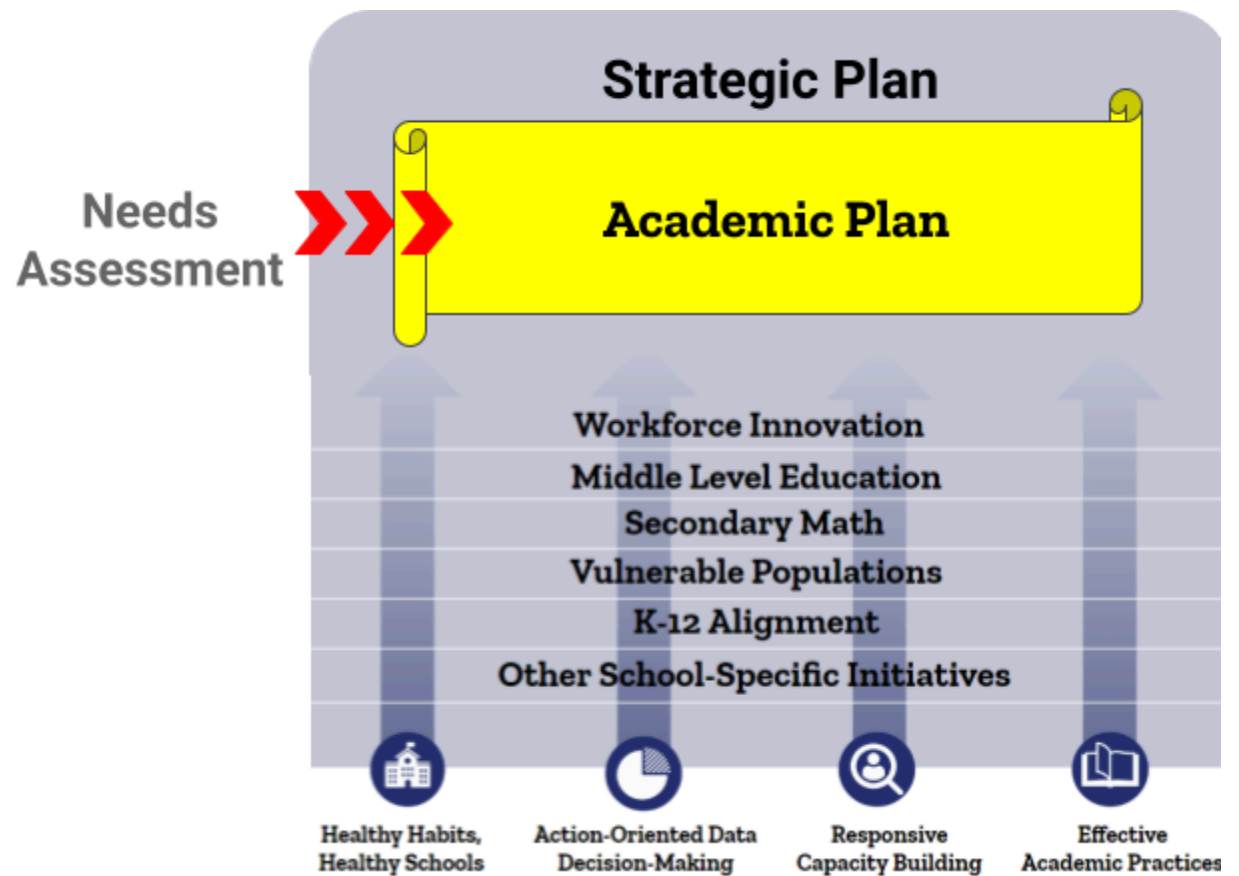 Strategic Plan
Needs
Assessment
Academic Plan
Workforce Innovation
Middle Level Education
Secondary Math
Vulnerable Populations
K-12 Alignment
Other School-Specific Initiatives
Healthy Habits,
Healthy Schools
Action-Oriented Data
Decision-Making
Responsive
Capacity Building
Effective
Academic Practices